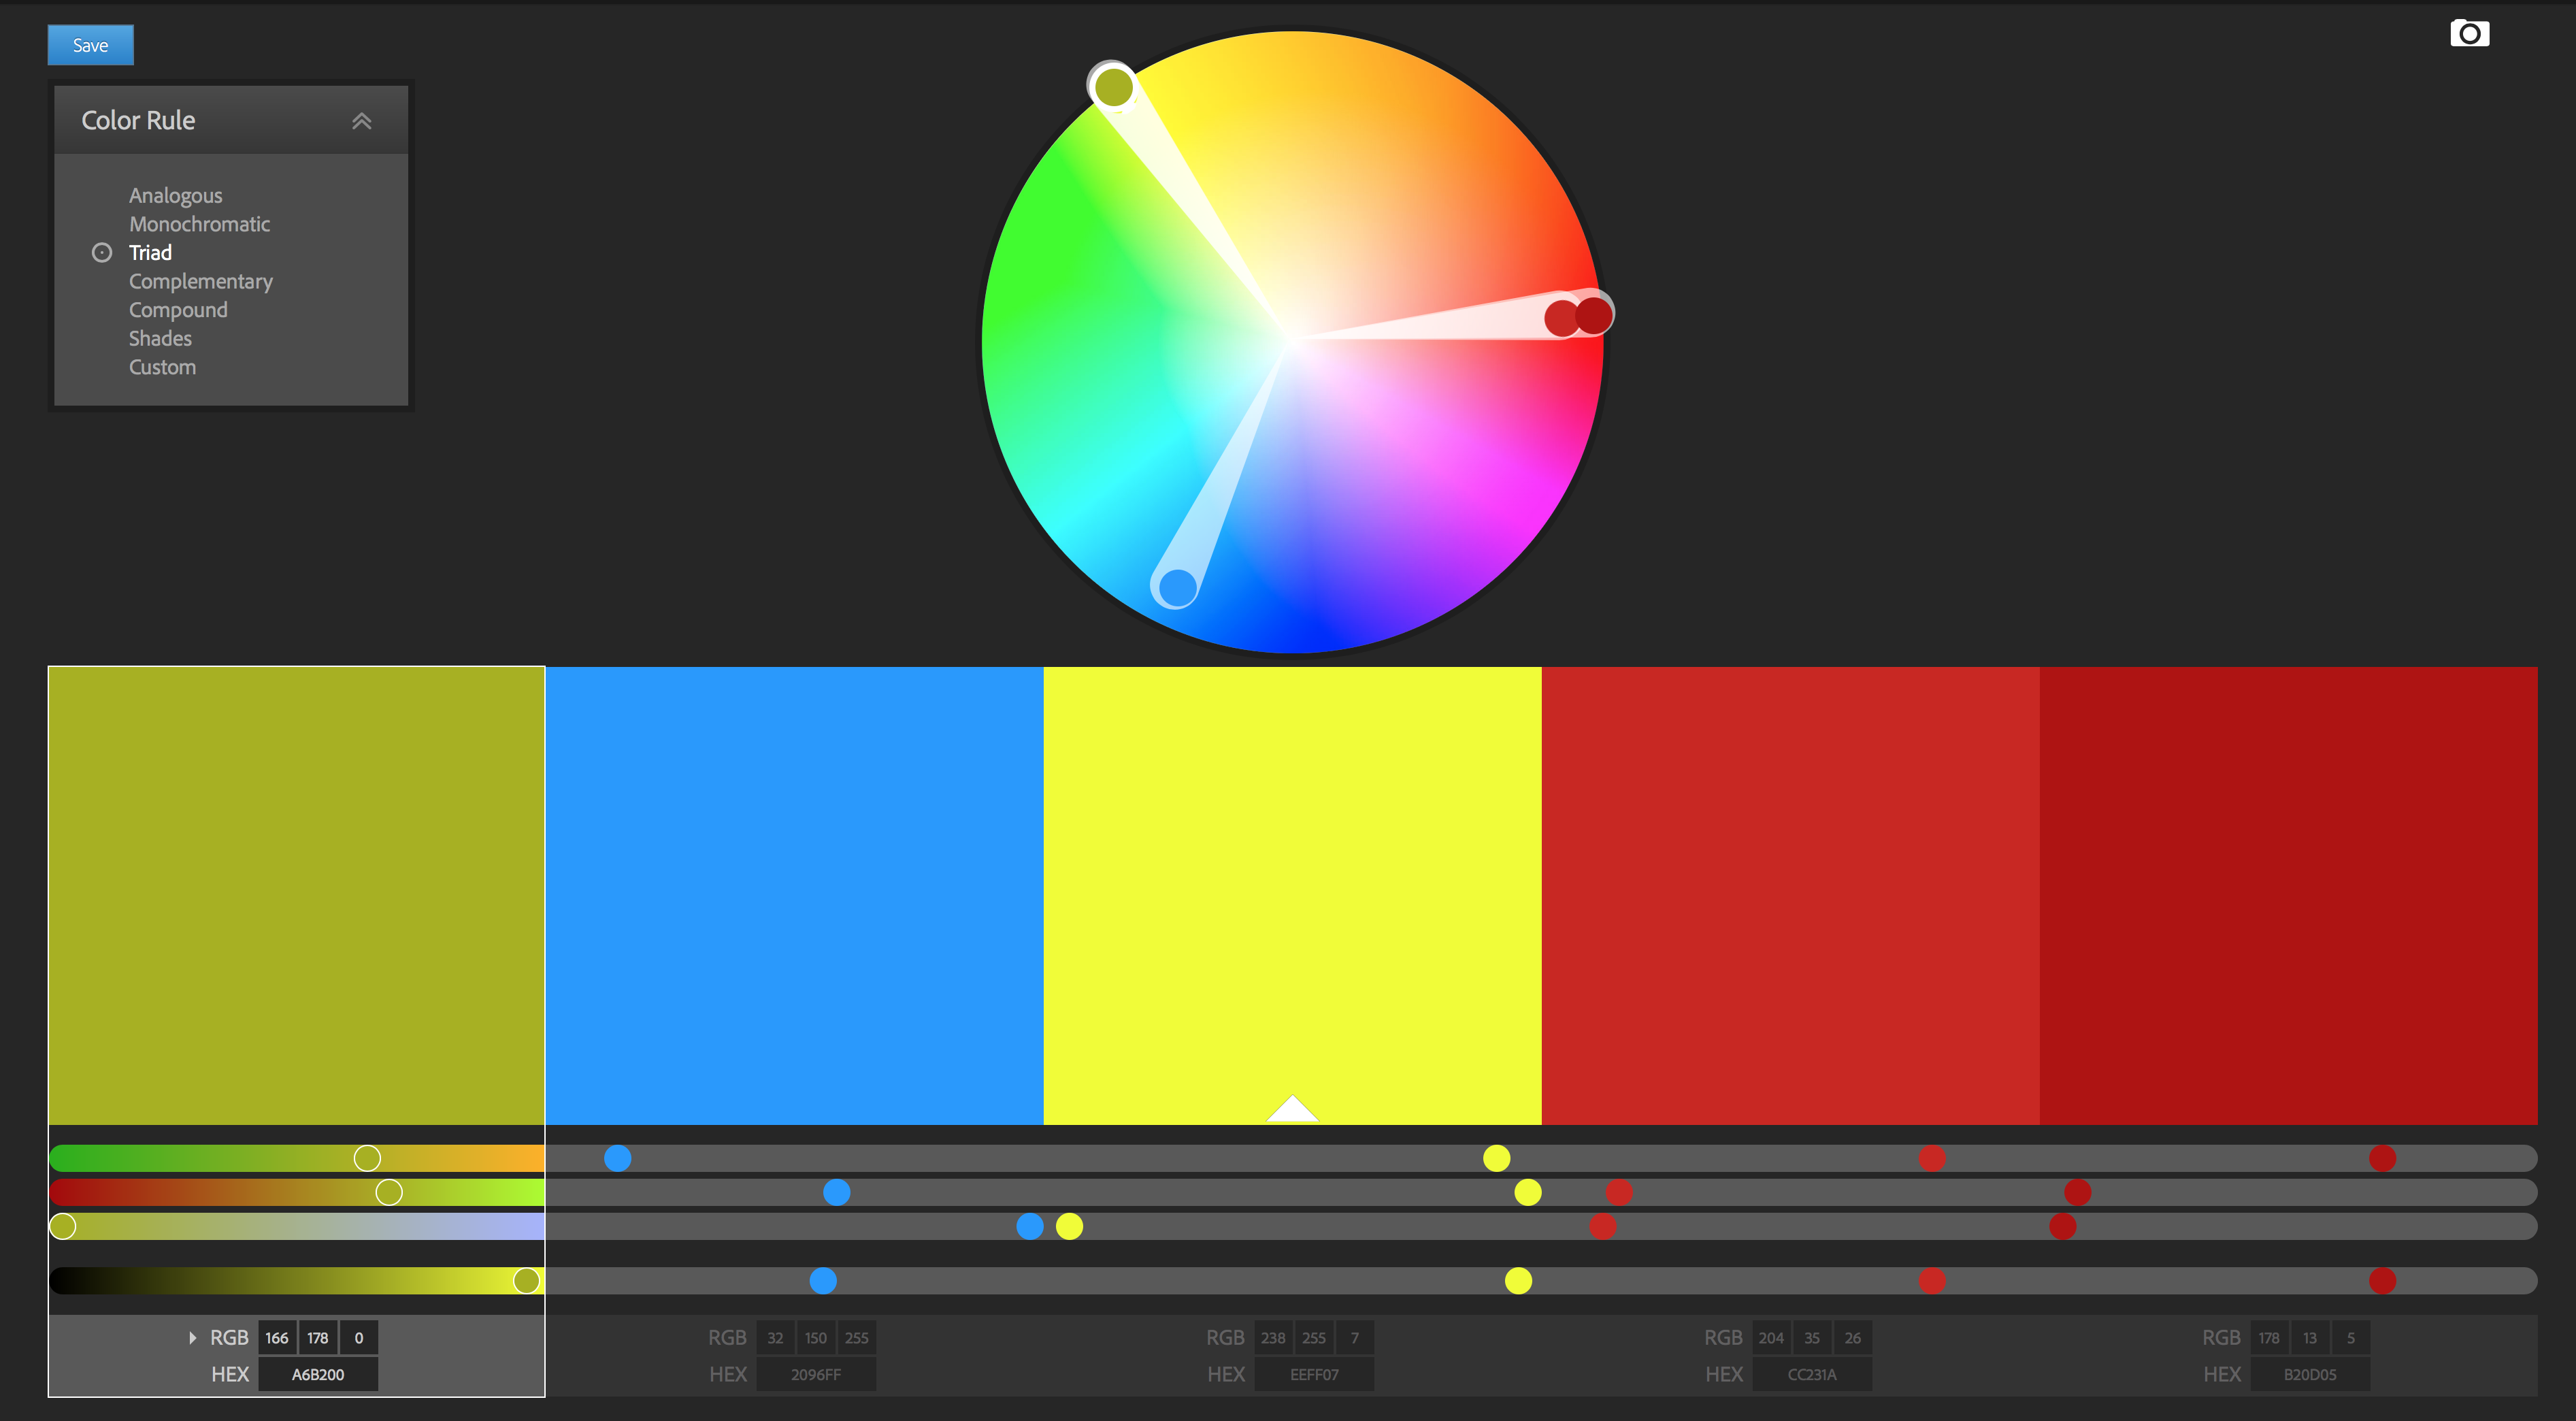 Save
Color Rule
Analogous
Monochromatic
Triad
Complementary
Compound
Shades
Custom
RGB 166 178 0 RGB 32 150 255 RGB 238 255 7 RGB 204 35 26 RGB 178 13 5
HEX A6B200 HEX 2096FF HEX EEFF07 HEX CC231A HEX B20D05